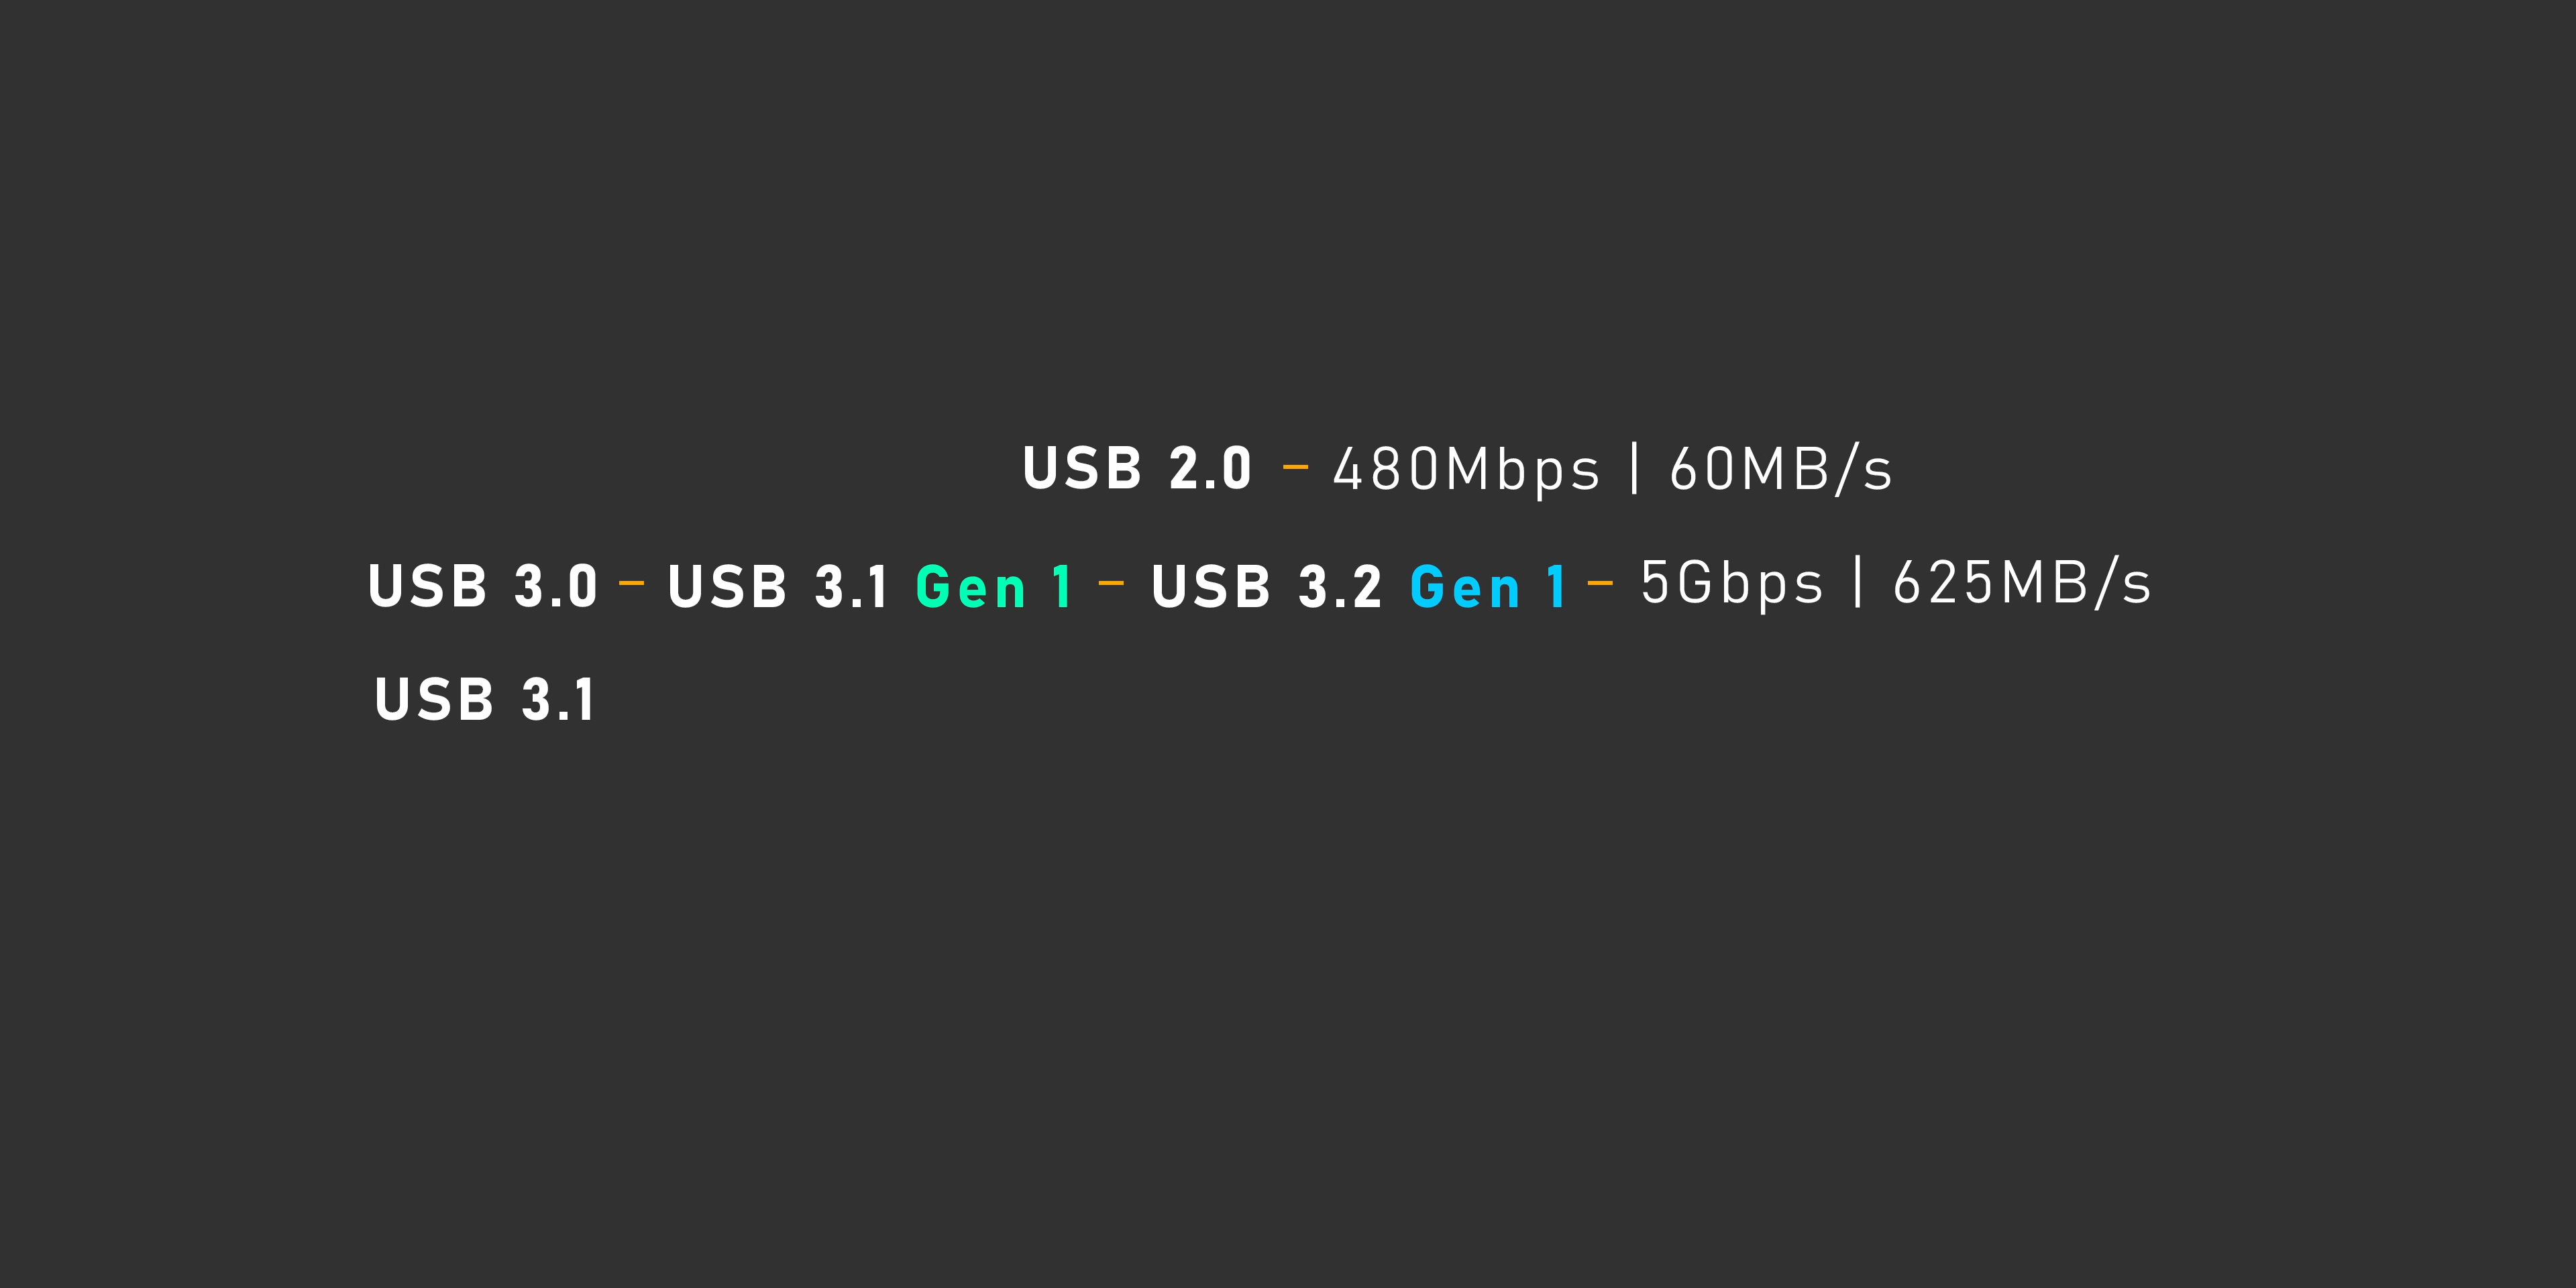 USB 2.0 – 480Mbps | 60MB/s
USB 3.0 – USB 3.1 Gen 1 – USB 3.2 Gen 1 – 5Gbps | 625MB/s
USB 3.1